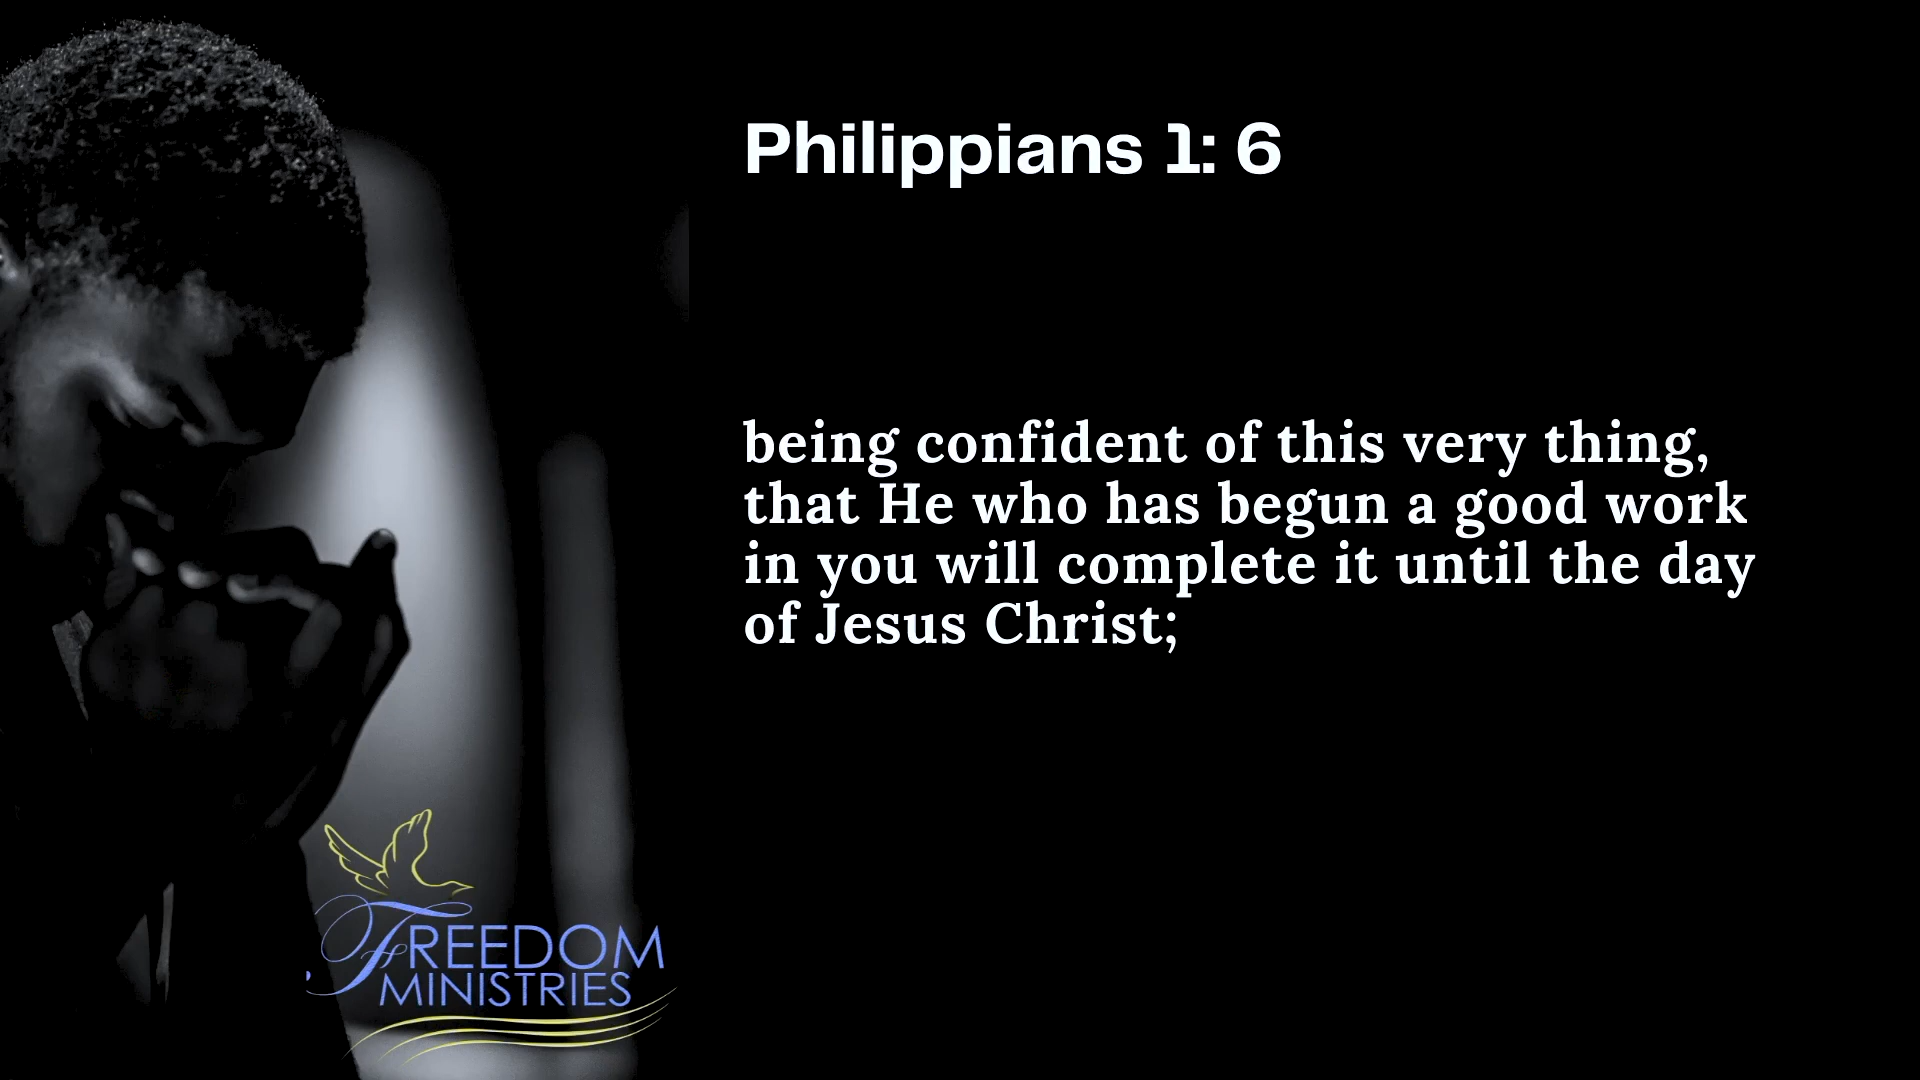 Philippians 1: 6
being confident of this very thing,
that He who has begun a good work
in you will complete it until the day
of Jesus Christ;
FREEDOM
MINISTRIES